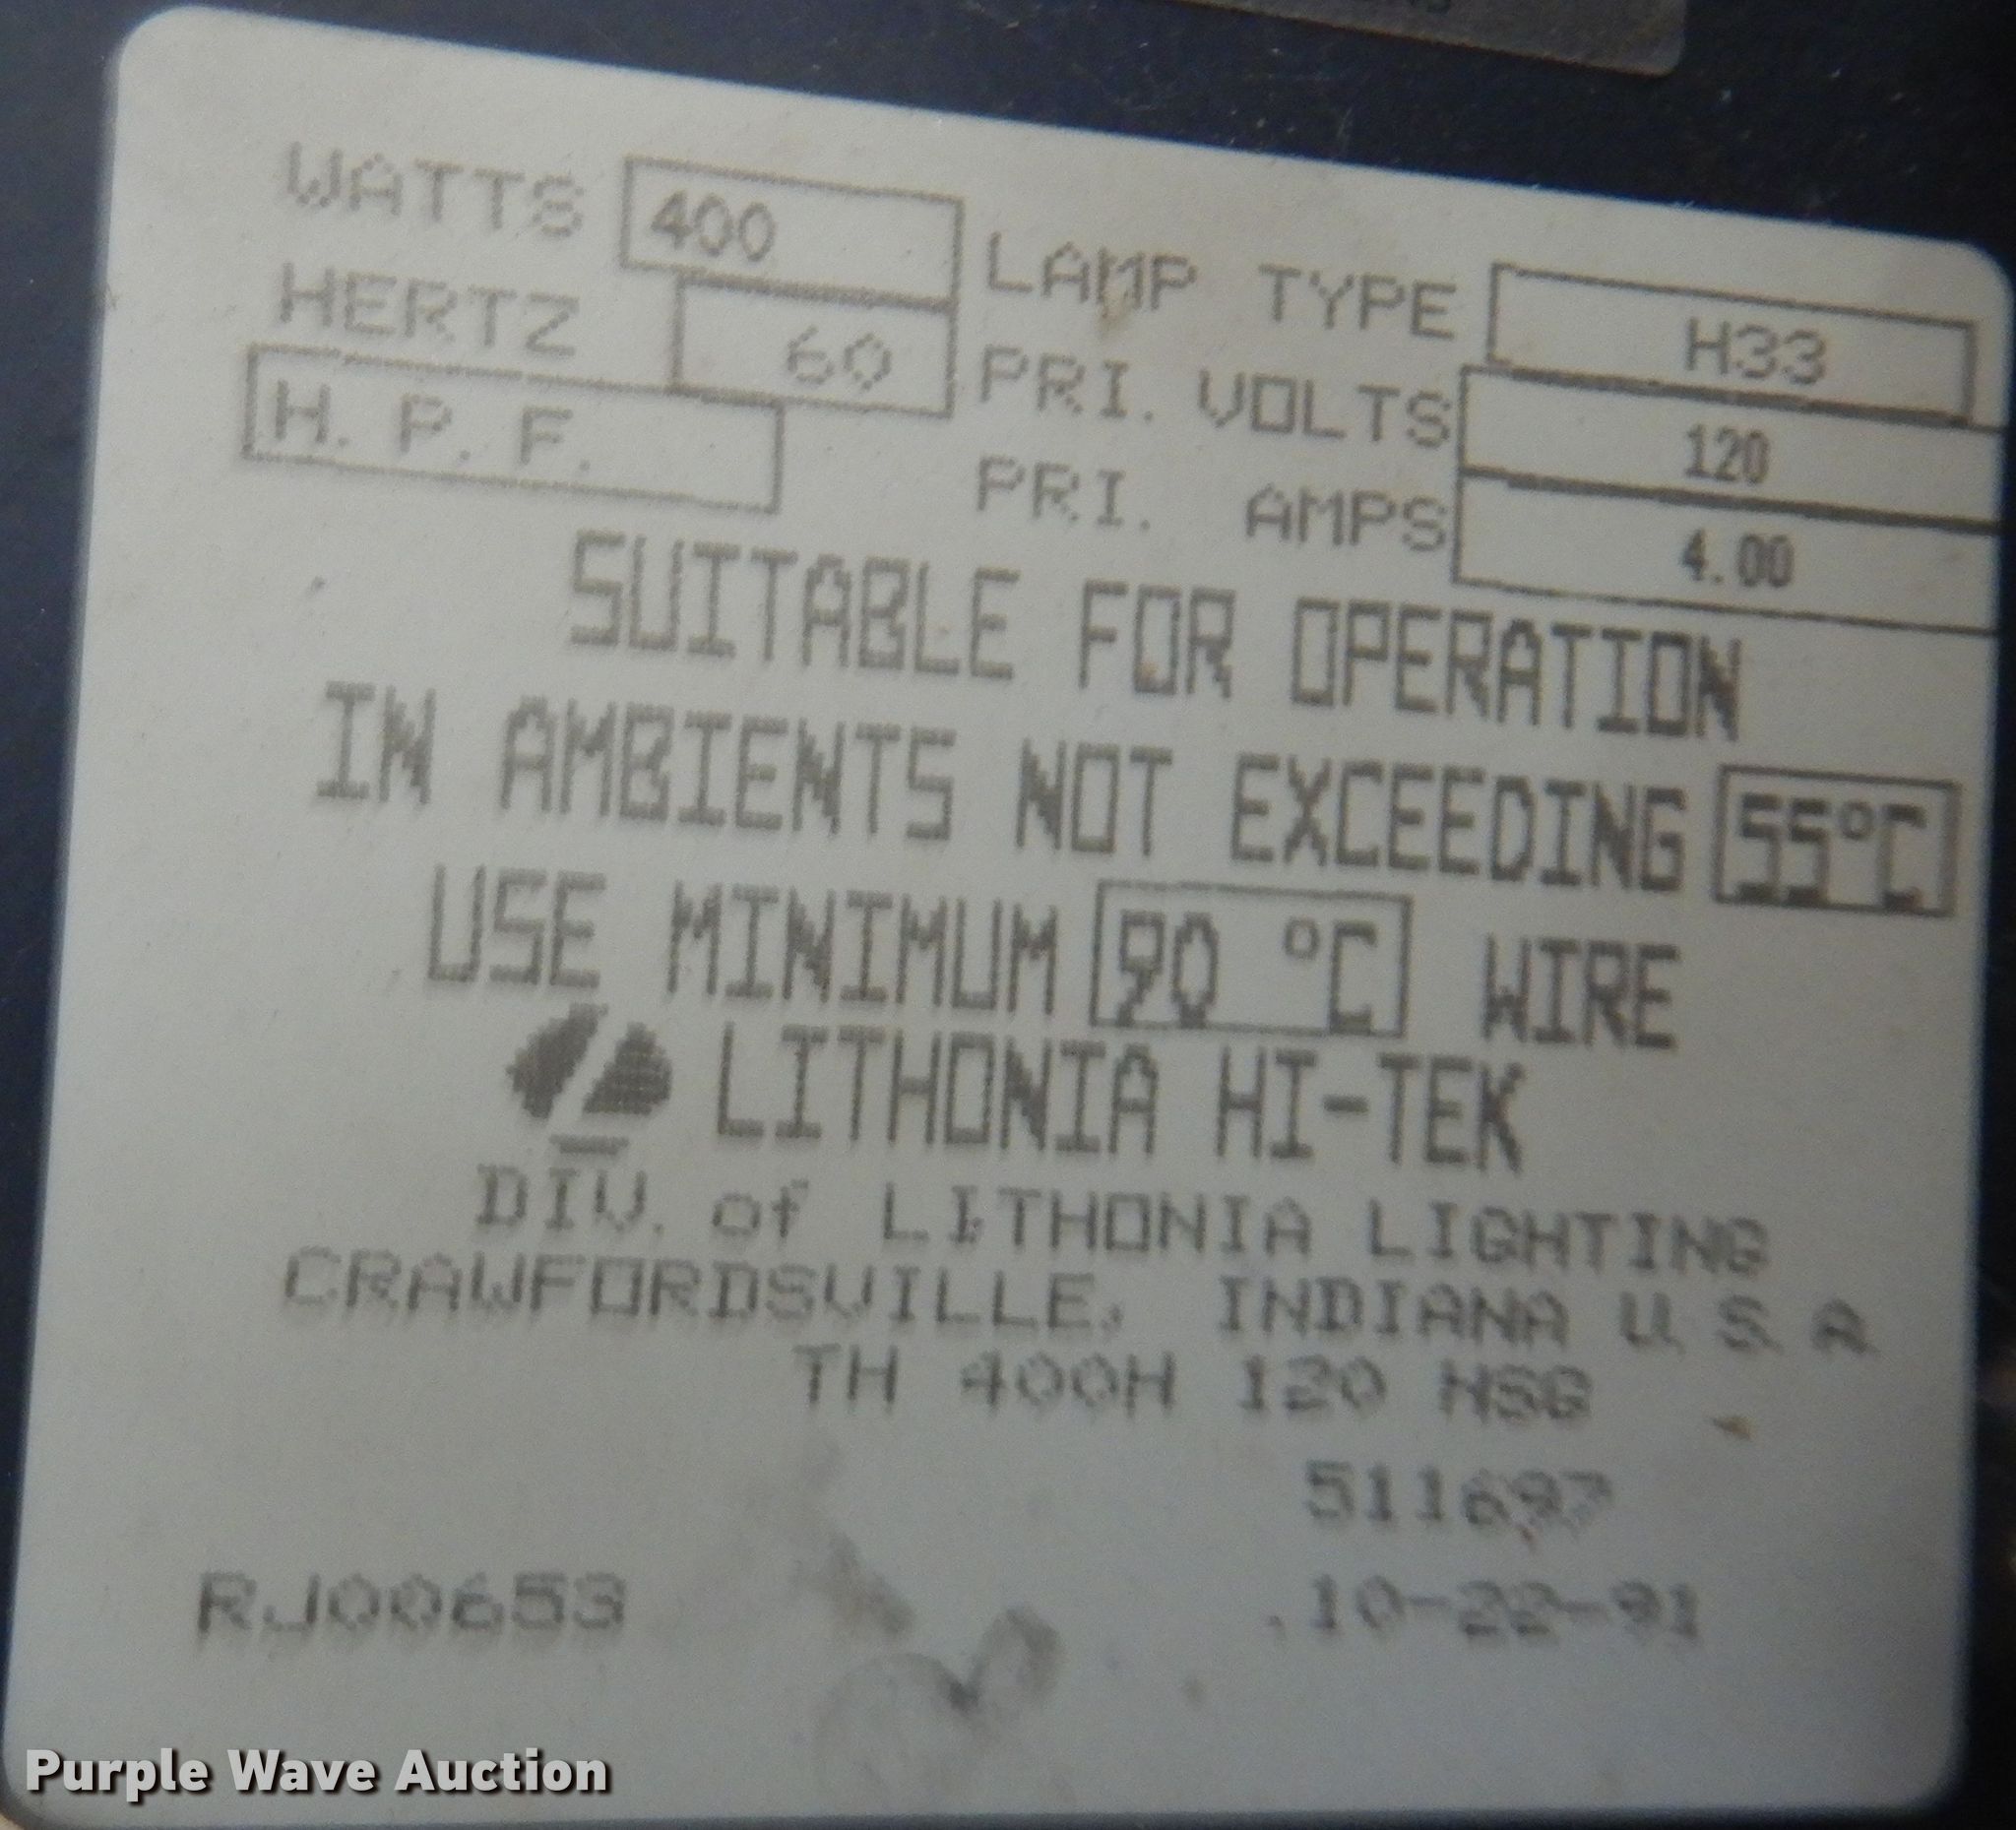 WATTS 400 LAMP TYPE H33
HERTZ 60 PRI. VOLTS 120
H. P. F. PRI. AMPS 4.00
SUITABLE FOR OPERATION
IN AMBIENTS NOT EXCEEDING 55°C
USE MINIMUM 90 °C WIRE
LITHONIA HI-TEK
DIV. of LITHONIA LIGHTING
CRAWFORDSVILLE, INDIANA U.S.A
TH 400H 120 HSG
511697
RJ00653 10-22-91
Purple Wave Auction